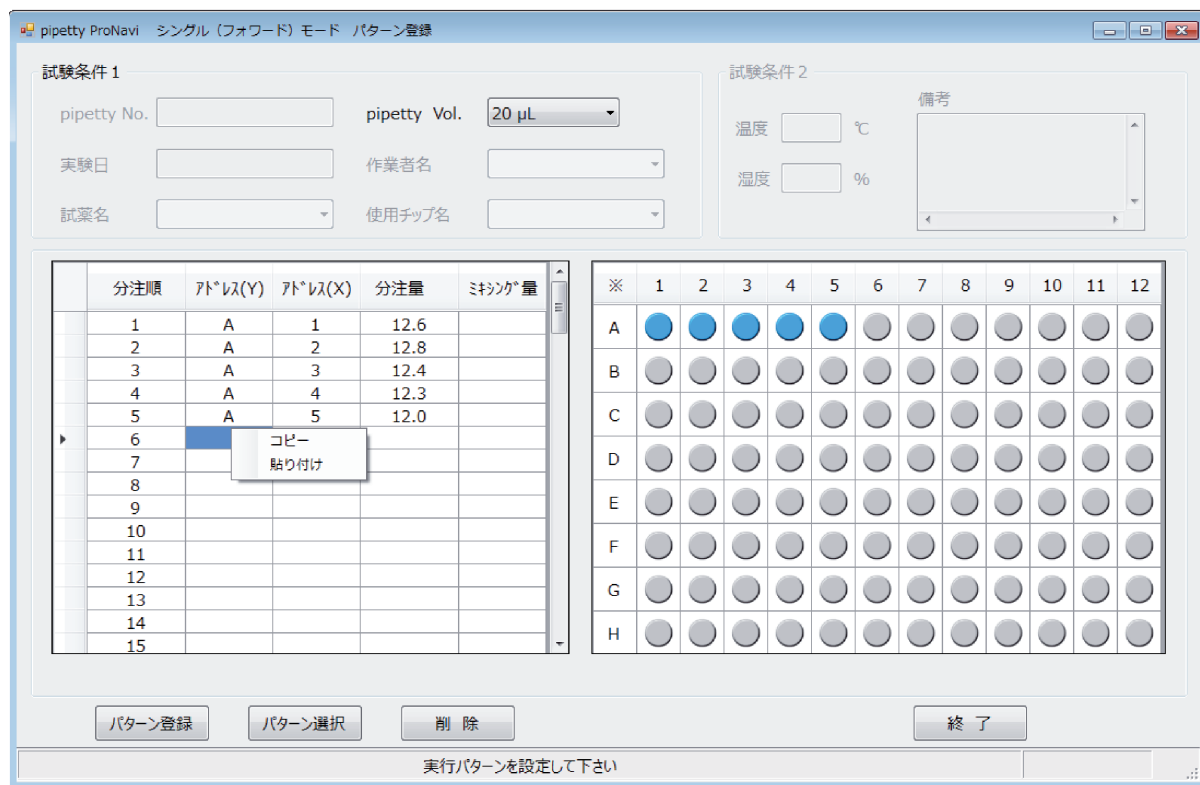 pipetty ProNavi シングル（フォワード）モード パターン登録
試験条件１
pipetty No.
pipetty Vol. 20 µL
実験日
作業者名
試薬名
使用チップ名
試験条件２
温度 ℃
湿度 %
備考
分注順 ｱﾄﾞﾚｽ(Y) ｱﾄﾞﾚｽ(X) 分注量 ﾐｷｼﾝｸﾞ量
1 A 1 12.6
2 A 2 12.8
3 A 3 12.4
4 A 4 12.3
5 A 5 12.0
6
7
8
9
10
11
12
13
14
15
コピー
貼り付け
※ 1 2 3 4 5 6 7 8 9 10 11 12
A
B
C
D
E
F
G
H
パターン登録 パターン選択 削 除 終 了
実行パターンを設定して下さい